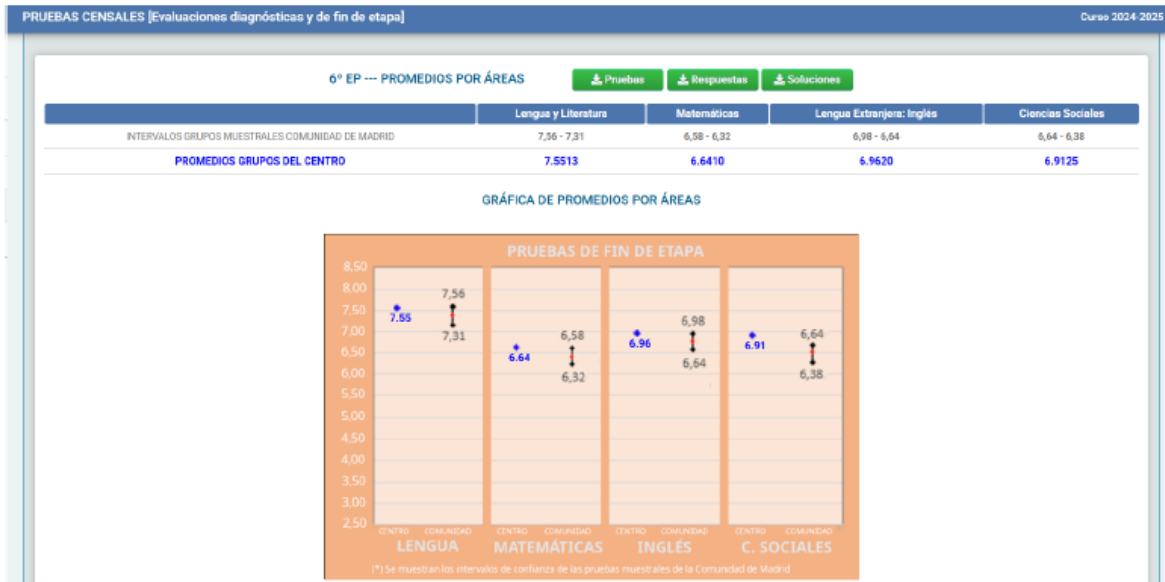 PRUEBAS CENSALES [Evaluaciones diagnósticas y de fin de etapa] Curso 2024-2025
6º EP --- PROMEDIOS POR ÁREAS Pruebas Respuestas Soluciones
Lengua y Literatura Matemáticas Lengua Extranjera: Inglés Ciencias Sociales
INTERVALOS GRUPOS MUESTRALES COMUNIDAD DE MADRID 7,56 - 7,31 6,58 - 6,32 6,98 - 6,64 6,64 - 6,38
PROMEDIOS GRUPOS DEL CENTRO 7.5513 6.6410 6.9620 6.9125
GRÁFICA DE PROMEDIOS POR ÁREAS
PRUEBAS DE FIN DE ETAPA
8,50
8,00
7,50
7,00
6,50
6,00
5,50
5,00
4,50
4,00
3,50
3,00
2,50
7.55
7,56
7,31
6.64
6,58
6,32
6.96
6,98
6,64
6.91
6,64
6,38
CENTRO COMUNIDAD CENTRO COMUNIDAD CENTRO COMUNIDAD CENTRO COMUNIDAD
LENGUA MATEMÁTICAS INGLÉS C. SOCIALES
(*) Se muestran los intervalos de confianza de las pruebas muestrales de la Comunidad de Madrid